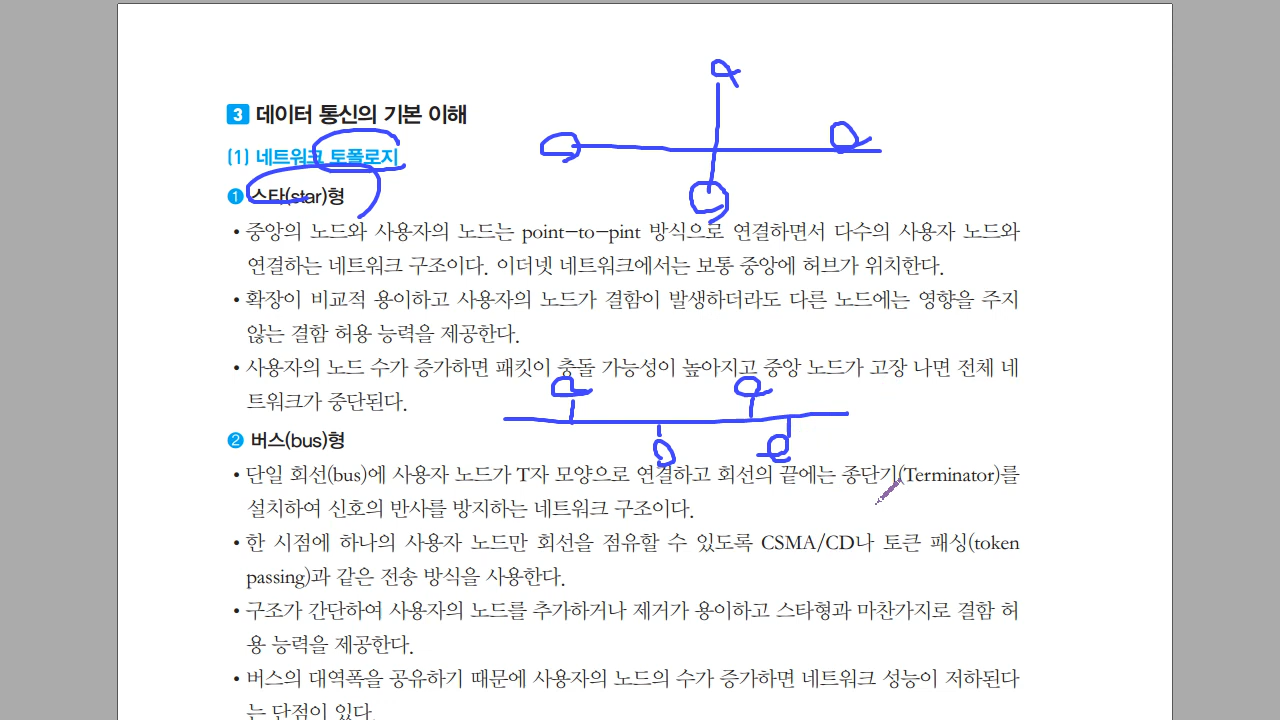 3 데이터 통신의 기본 이해
(1) 네트워크 토폴로지
❶ 스타(star)형
• 중앙의 노드와 사용자의 노드는 point-to-pint 방식으로 연결하면서 다수의 사용자 노드와
연결하는 네트워크 구조이다. 이더넷 네트워크에서는 보통 중앙에 허브가 위치한다.
• 확장이 비교적 용이하고 사용자의 노드가 결함이 발생하더라도 다른 노드에는 영향을 주지
않는 결함 허용 능력을 제공한다.
• 사용자의 노드 수가 증가하면 패킷이 충돌 가능성이 높아지고 중앙 노드가 고장 나면 전체 네
트워크가 중단된다.
❷ 버스(bus)형
• 단일 회선(bus)에 사용자 노드가 T자 모양으로 연결하고 회선의 끝에는 종단기(Terminator)를
설치하여 신호의 반사를 방지하는 네트워크 구조이다.
• 한 시점에 하나의 사용자 노드만 회선을 점유할 수 있도록 CSMA/CD나 토큰 패싱(token
passing)과 같은 전송 방식을 사용한다.
• 구조가 간단하여 사용자의 노드를 추가하거나 제거가 용이하고 스타형과 마찬가지로 결함 허
용 능력을 제공한다.
• 버스의 대역폭을 공유하기 때문에 사용자의 노드의 수가 증가하면 네트워크 성능이 저하된다
는 단점이 있다.